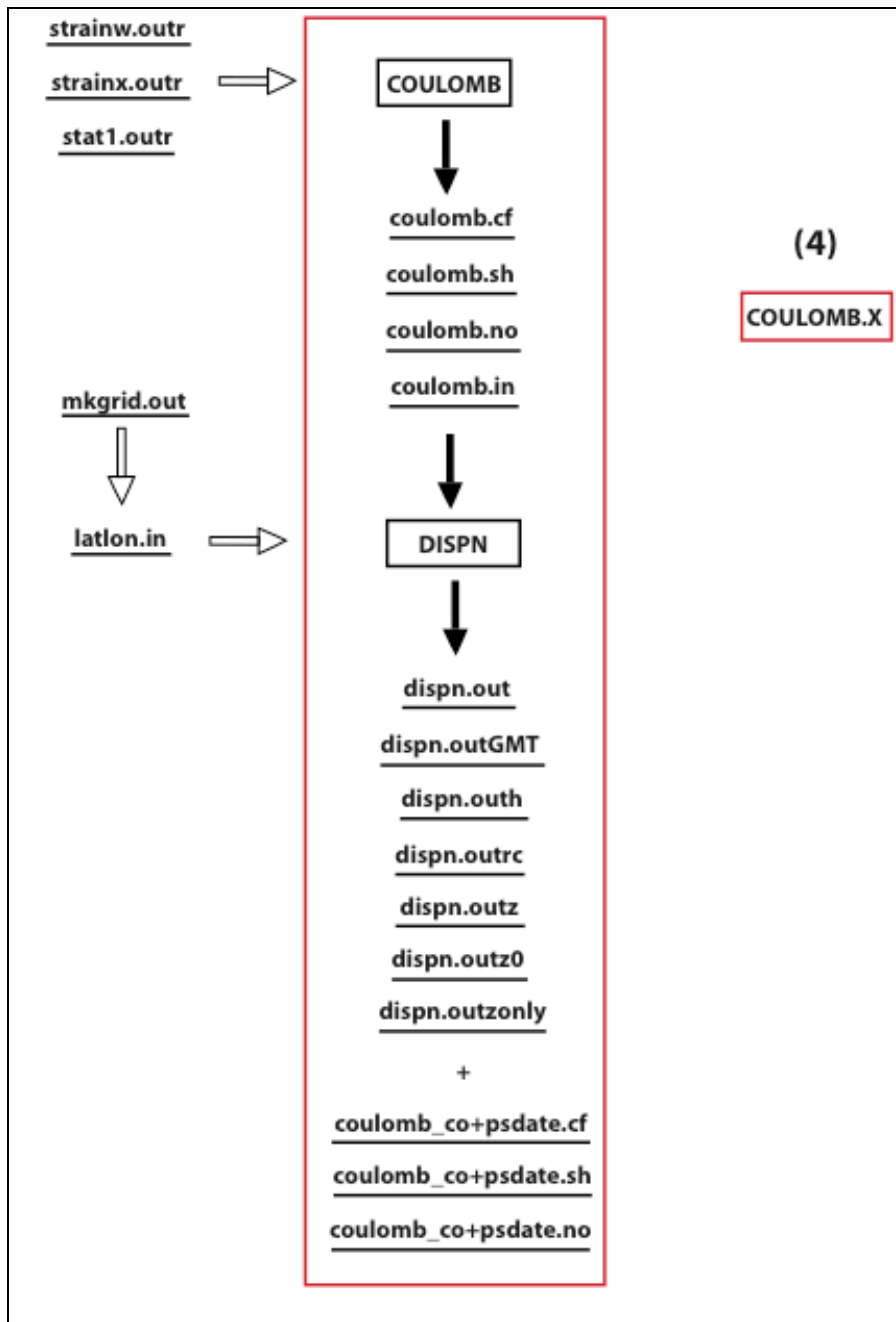 strainw.outr
strainx.outr
stat1.outr
COULOMB
coulomb.cf
coulomb.sh
coulomb.no
coulomb.in
(4)
COULOMB.X
mkgrid.out
latlon.in
DISPN
dispn.out
dispn.outGMT
dispn.outh
dispn.outrc
dispn.outz
dispn.outz0
dispn.outzonly
+
coulomb_co+psdate.cf
coulomb_co+psdate.sh
coulomb_co+psdate.no